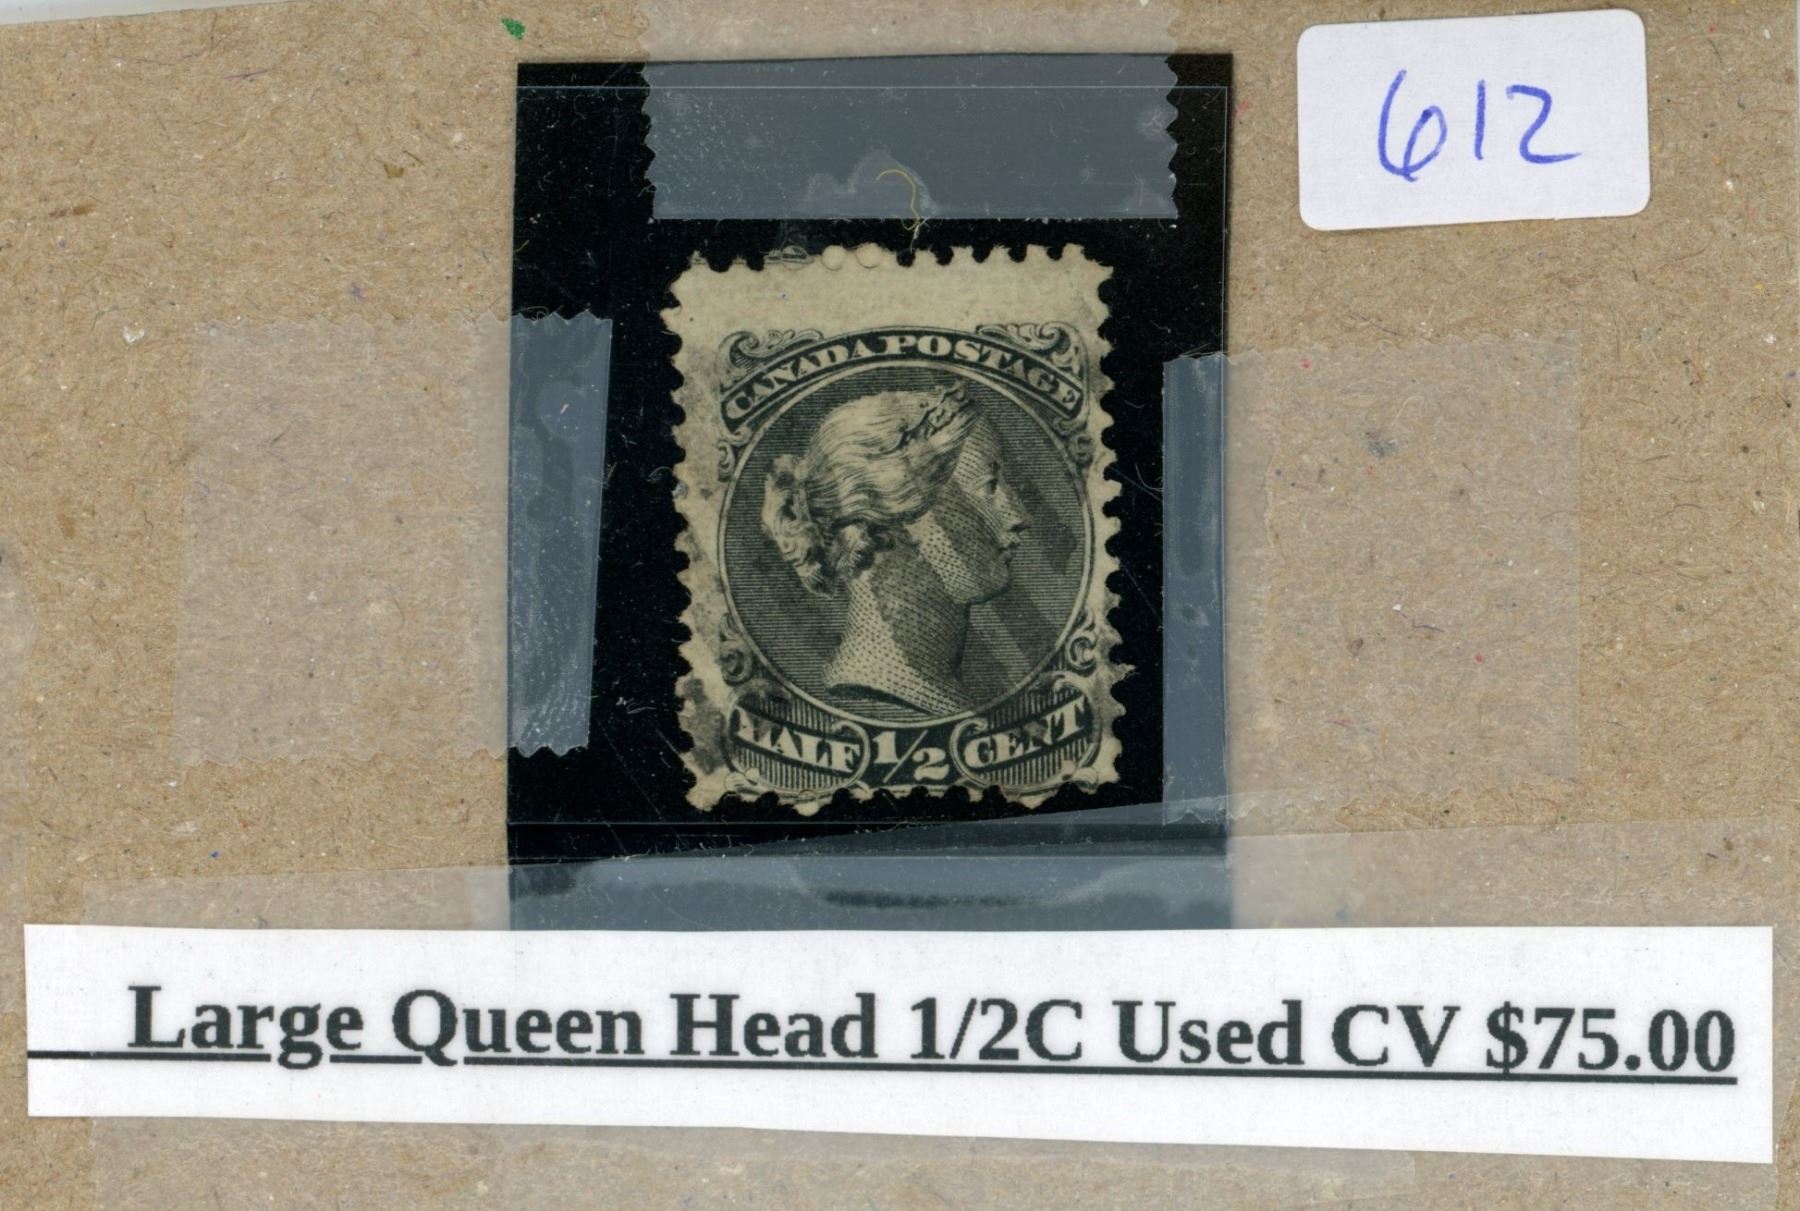 612
CANADA POSTAGE
HALF 1/2 CENT
Large Queen Head 1/2C Used CV $75.00